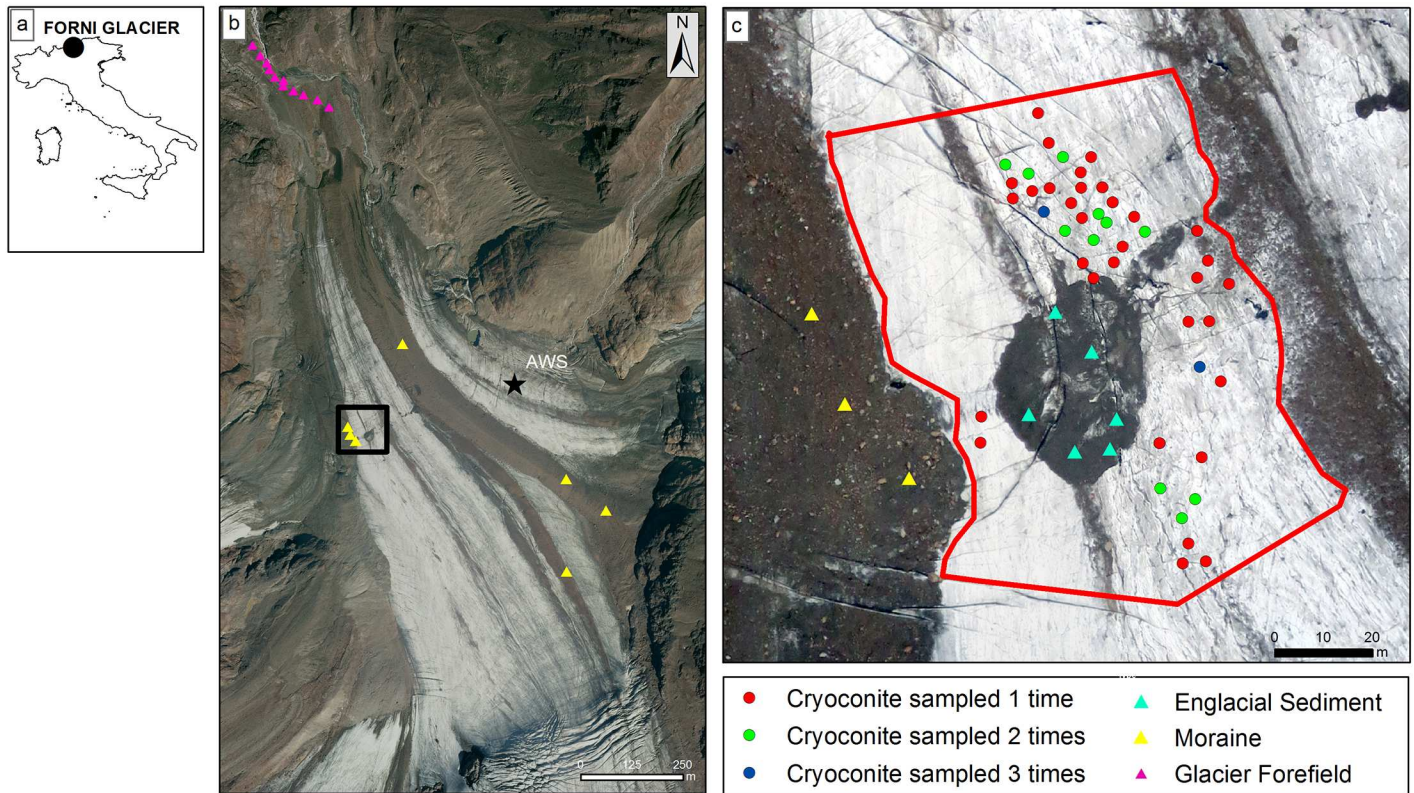 a
FORNI GLACIER
b
N
AWS
0 125 250
m
c
0 10 20
m
Cryoconite sampled 1 time
Cryoconite sampled 2 times
Cryoconite sampled 3 times
Englacial Sediment
Moraine
Glacier Forefield